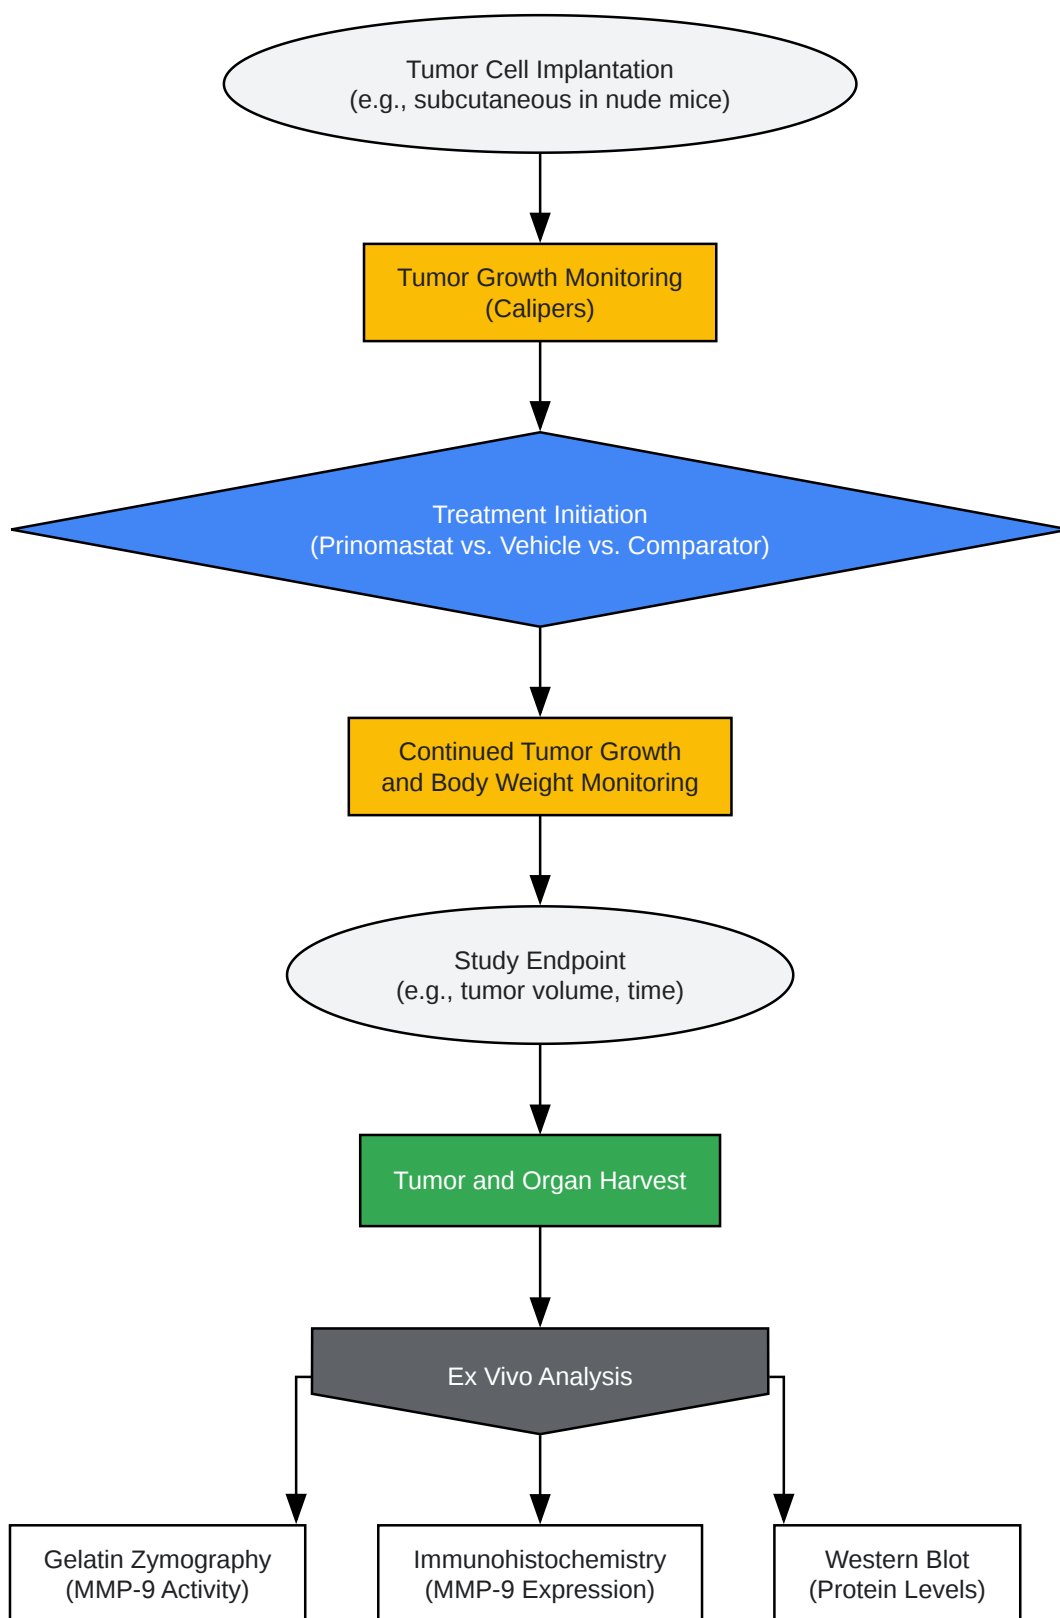 Tumor Cell Implantation
(e.g., subcutaneous in nude mice)
Tumor Growth Monitoring
(Calipers)
Treatment Initiation
(Prinomastat vs. Vehicle vs. Comparator)
Continued Tumor Growth
and Body Weight Monitoring
Study Endpoint
(e.g., tumor volume, time)
Tumor and Organ Harvest
Ex Vivo Analysis
Gelatin Zymography
(MMP-9 Activity)
Immunohistochemistry
(MMP-9 Expression)
Western Blot
(Protein Levels)